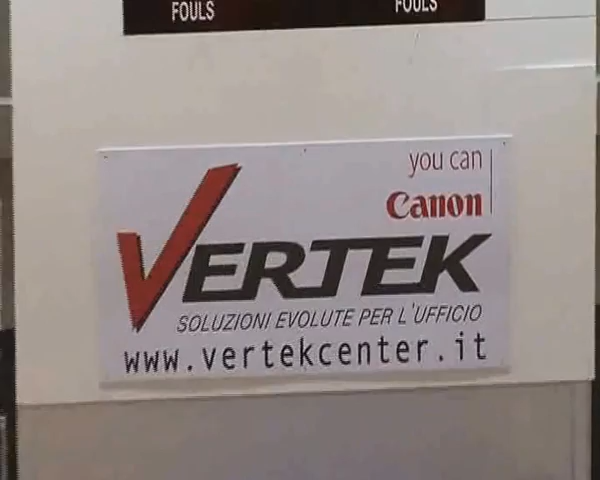 FOULS FOULS
you can
Canon
VERTEK
SOLUZIONI EVOLUTE PER L'UFFICIO
www.vertekcenter.it